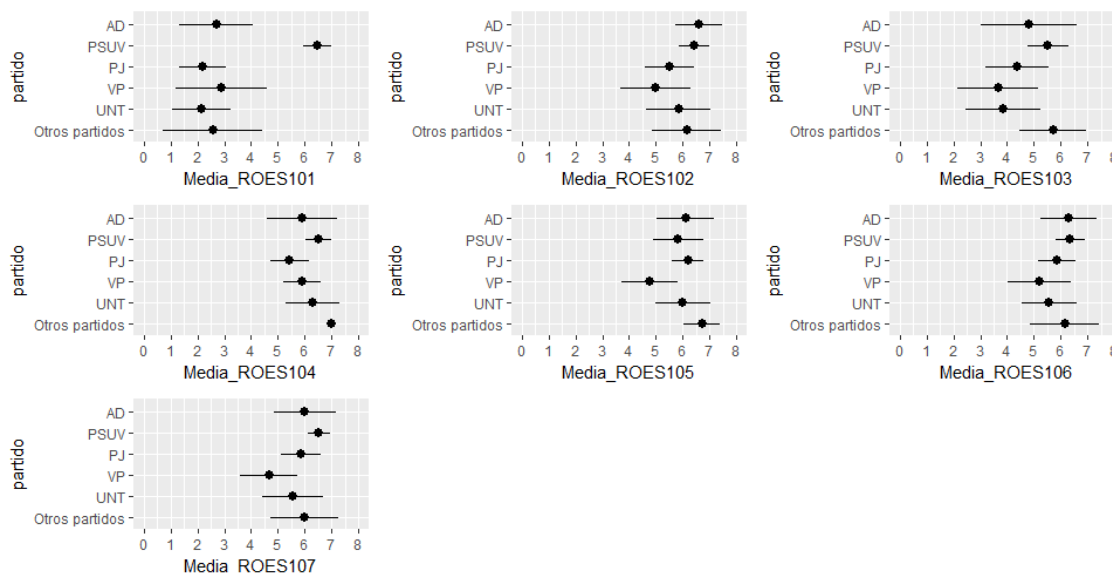 partido
AD
PSUV
PJ
VP
UNT
Otros partidos
0 1 2 3 4 5 6 7 8
Media_ROES101
partido
AD
PSUV
PJ
VP
UNT
Otros partidos
0 1 2 3 4 5 6 7 8
Media_ROES102
partido
AD
PSUV
PJ
VP
UNT
Otros partidos
0 1 2 3 4 5 6 7 8
Media_ROES103
partido
AD
PSUV
PJ
VP
UNT
Otros partidos
0 1 2 3 4 5 6 7 8
Media_ROES104
partido
AD
PSUV
PJ
VP
UNT
Otros partidos
0 1 2 3 4 5 6 7 8
Media_ROES105
partido
AD
PSUV
PJ
VP
UNT
Otros partidos
0 1 2 3 4 5 6 7 8
Media_ROES106
partido
AD
PSUV
PJ
VP
UNT
Otros partidos
0 1 2 3 4 5 6 7 8
Media_ROES107